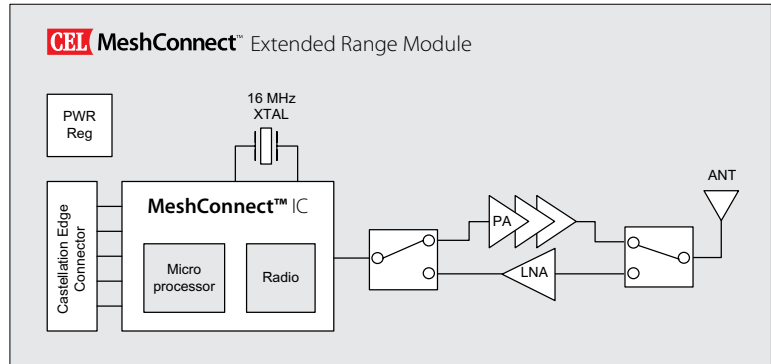 CEL MeshConnect™ Extended Range Module
PWR
Reg
16 MHz
XTAL
ANT
Castellation Edge
Connector
MeshConnect™ IC
Micro
processor
Radio
PA
LNA